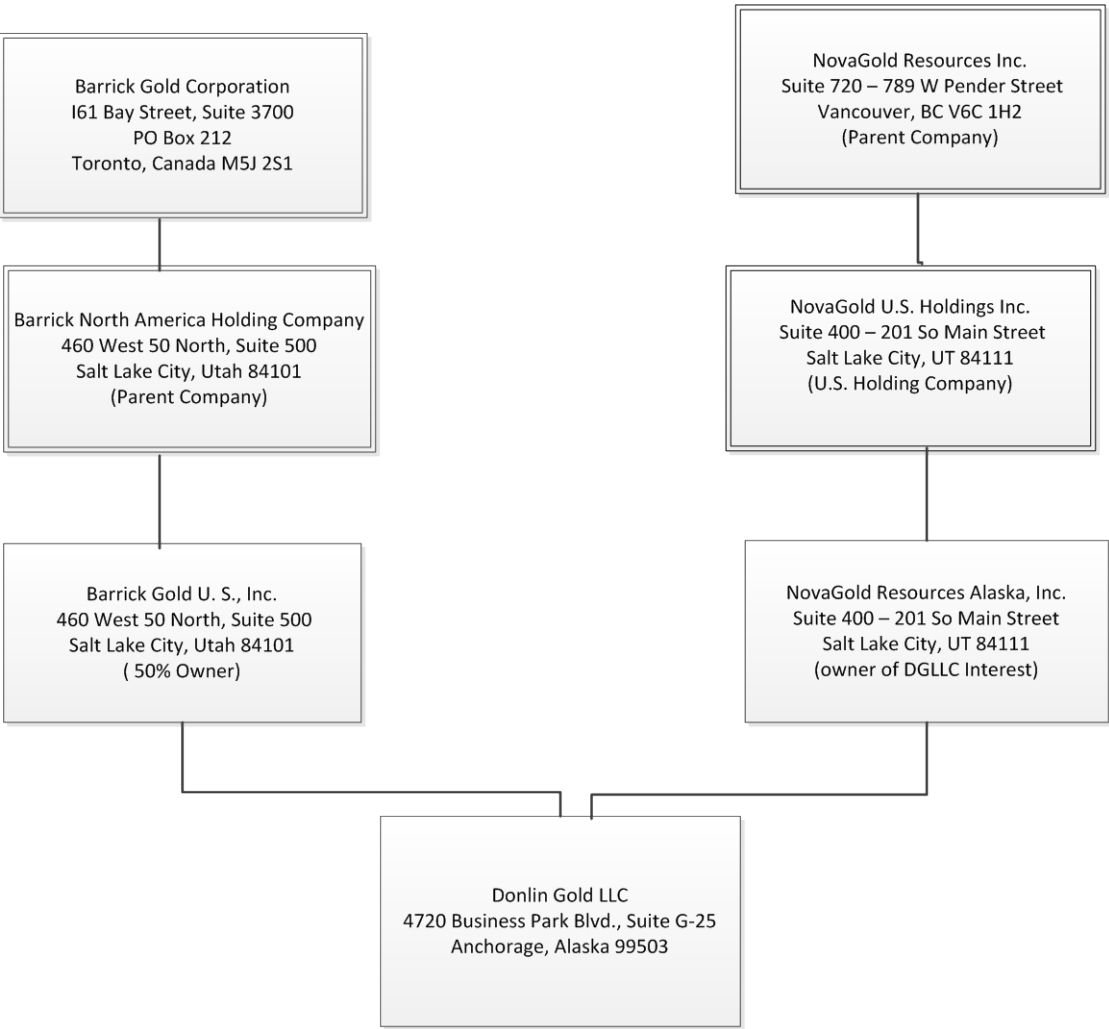 Barrick Gold Corporation
I61 Bay Street, Suite 3700
PO Box 212
Toronto, Canada M5J 2S1
NovaGold Resources Inc.
Suite 720 – 789 W Pender Street
Vancouver, BC V6C 1H2
(Parent Company)
Barrick North America Holding Company
460 West 50 North, Suite 500
Salt Lake City, Utah 84101
(Parent Company)
NovaGold U.S. Holdings Inc.
Suite 400 – 201 So Main Street
Salt Lake City, UT 84111
(U.S. Holding Company)
Barrick Gold U. S., Inc.
460 West 50 North, Suite 500
Salt Lake City, Utah 84101
( 50% Owner)
NovaGold Resources Alaska, Inc.
Suite 400 – 201 So Main Street
Salt Lake City, UT 84111
(owner of DGLLC Interest)
Donlin Gold LLC
4720 Business Park Blvd., Suite G-25
Anchorage, Alaska 99503